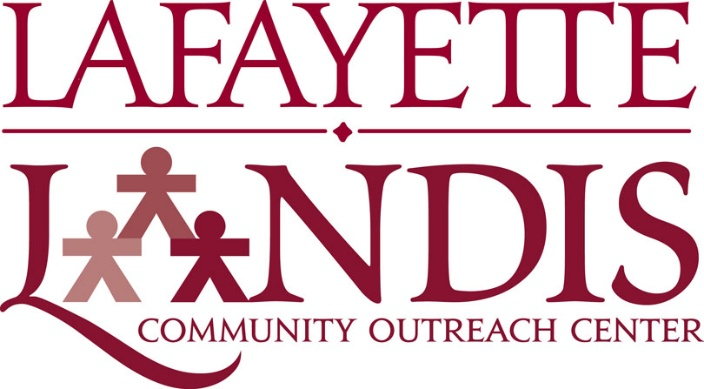 LAFAYETTE
LANDIS
COMMUNITY OUTREACH CENTER